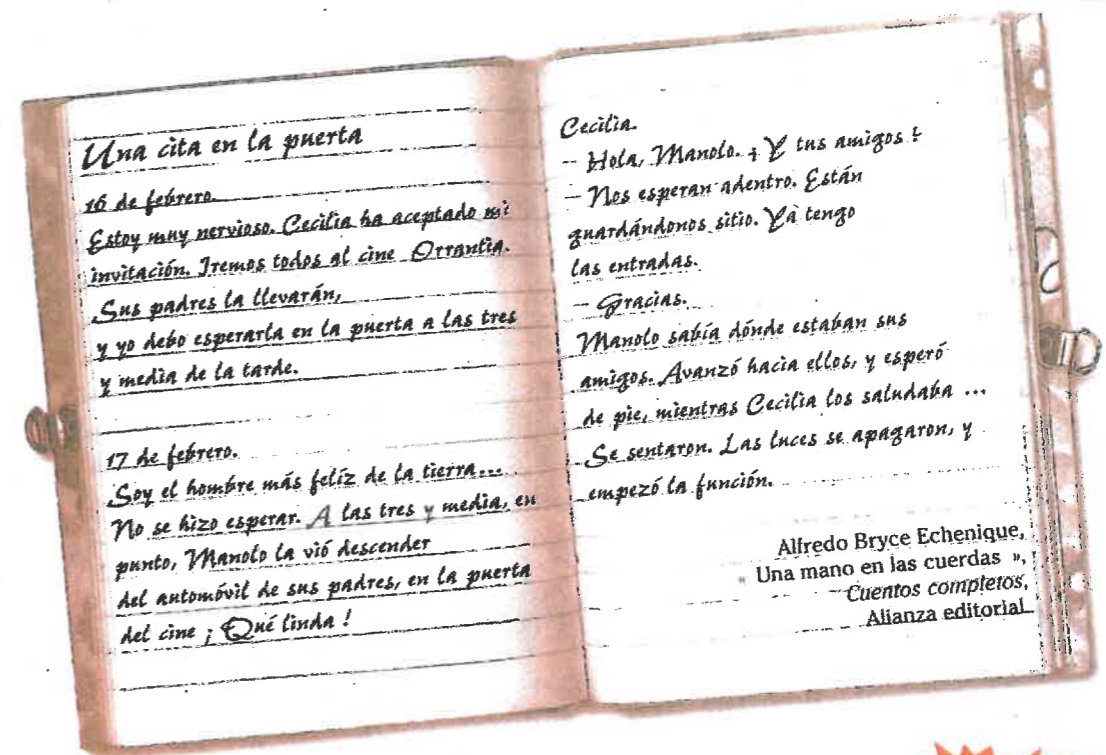 Una cita en la puerta
16 de febrero.
Estoy muy nervioso. Cecilia ha aceptado mi
invitación. Iremos todos al cine Orrantia.
Sus padres la llevarán,
y yo debo esperarla en la puerta a las tres
y media de la tarde.
17 de febrero.
Soy el hombre más felíz de la tierra...
No se hizo esperar. A las tres y media, en
punto, Manolo la vió descender
del automóvil de sus padres, en la puerta
del cine ¡ Qué linda !
Cecilia.
– Hola, Manolo. ¿ Y tus amigos ?
– Nos esperan adentro. Están
guardándonos sitio. Yà tengo
las entradas.
– Gracias.
Manolo sabía dónde estaban sus
amigos. Avanzó hacia ellos, y esperó
de pie, mientras Cecilia los saludaba ...
Se sentaron. Las luces se apagaron, y
empezó la función.
Alfredo Bryce Echenique,
« Una mano en las cuerdas »,
Cuentos completos,
Alianza editorial.